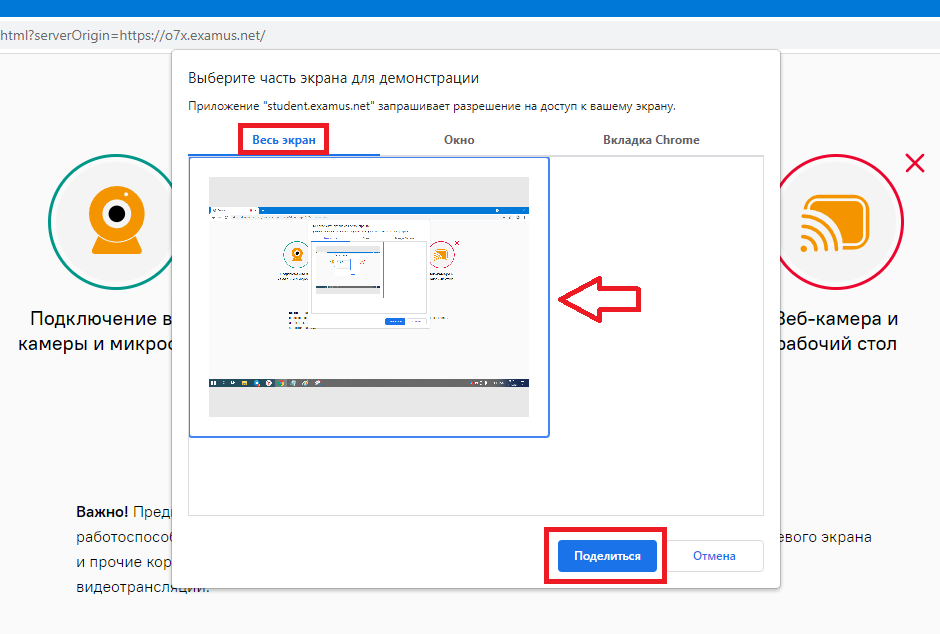 html?serverOrigin=https://o7x.examus.net/
Выберите часть экрана для демонстрации
Приложение "student.examus.net" запрашивает разрешение на доступ к вашему экрану.
Весь экран
Окно
Вкладка Chrome
Подключение в
камеры и микрос
Веб-камера и
рабочий стол
Важно! Пред
работоспособ
евого экрана
и прочие кор
видеотрансляции.
Поделиться
Отмена